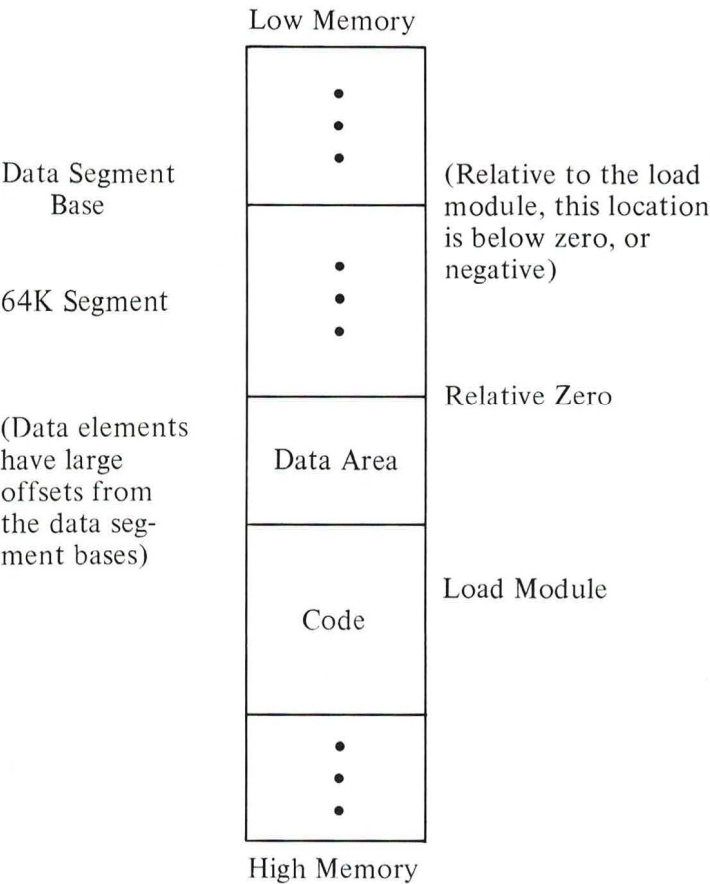 Low Memory
Data Segment
Base
(Relative to the load
module, this location
is below zero, or
negative)
64K Segment
Relative Zero
(Data elements
have large
offsets from
the data seg-
ment bases)
Data Area
Load Module
Code
High Memory